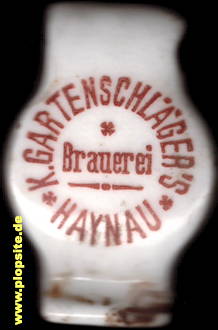 K. GARTENSCHLÄGER'S
Brauerei
* HAYNAU *
www.plopsite.de